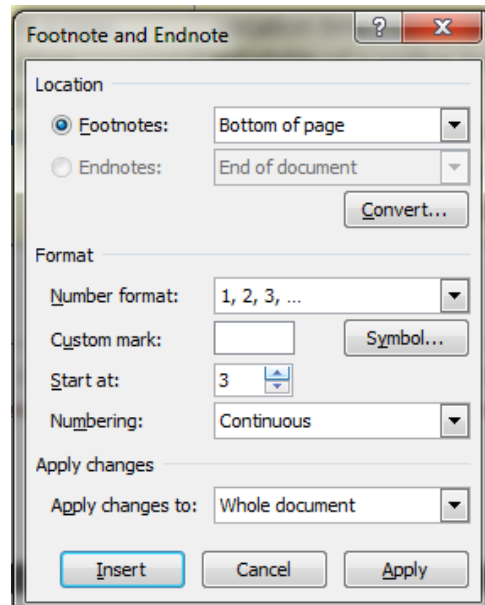 Footnote and Endnote
Location
Footnotes: Bottom of page
Endnotes: End of document
Convert...
Format
Number format: 1, 2, 3, ...
Custom mark: Symbol...
Start at: 3
Numbering: Continuous
Apply changes
Apply changes to: Whole document
Insert Cancel Apply